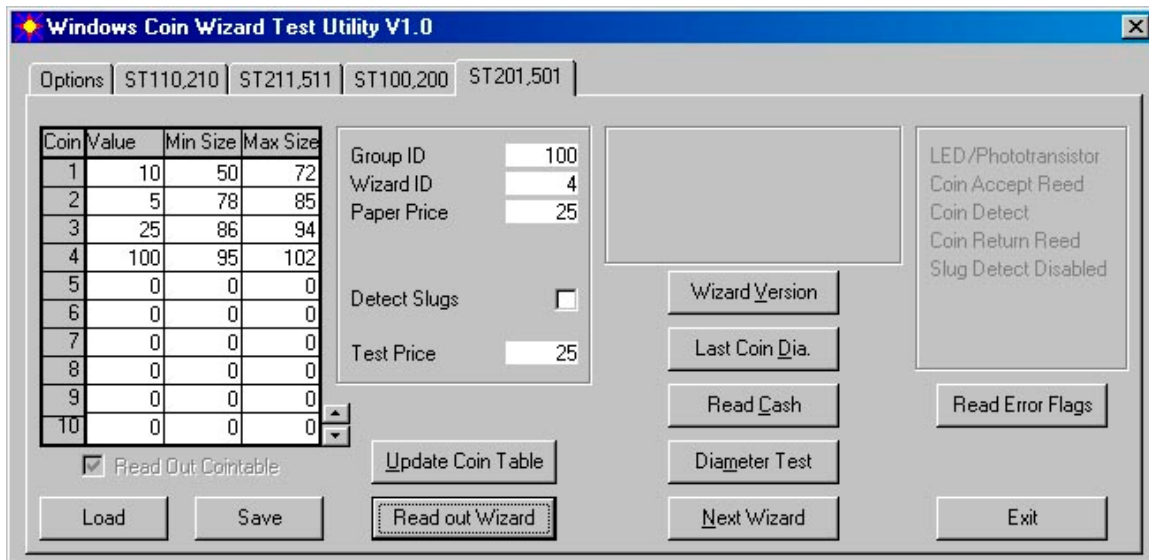 Windows Coin Wizard Test Utility V1.0
Options ST110,210 ST211,511 ST100,200 ST201,501
Coin Value Min Size Max Size
1 10 50 72
2 5 78 85
3 25 86 94
4 100 95 102
5 0 0 0
6 0 0 0
7 0 0 0
8 0 0 0
9 0 0 0
10 0 0 0
Read Out Cointable
Load
Save
Group ID 100
Wizard ID 4
Paper Price 25
Detect Slugs
Test Price 25
Update Coin Table
Read out Wizard
Wizard Version
Last Coin Dia.
Read Cash
Diameter Test
Next Wizard
LED/Phototransistor
Coin Accept Reed
Coin Detect
Coin Return Reed
Slug Detect Disabled
Read Error Flags
Exit